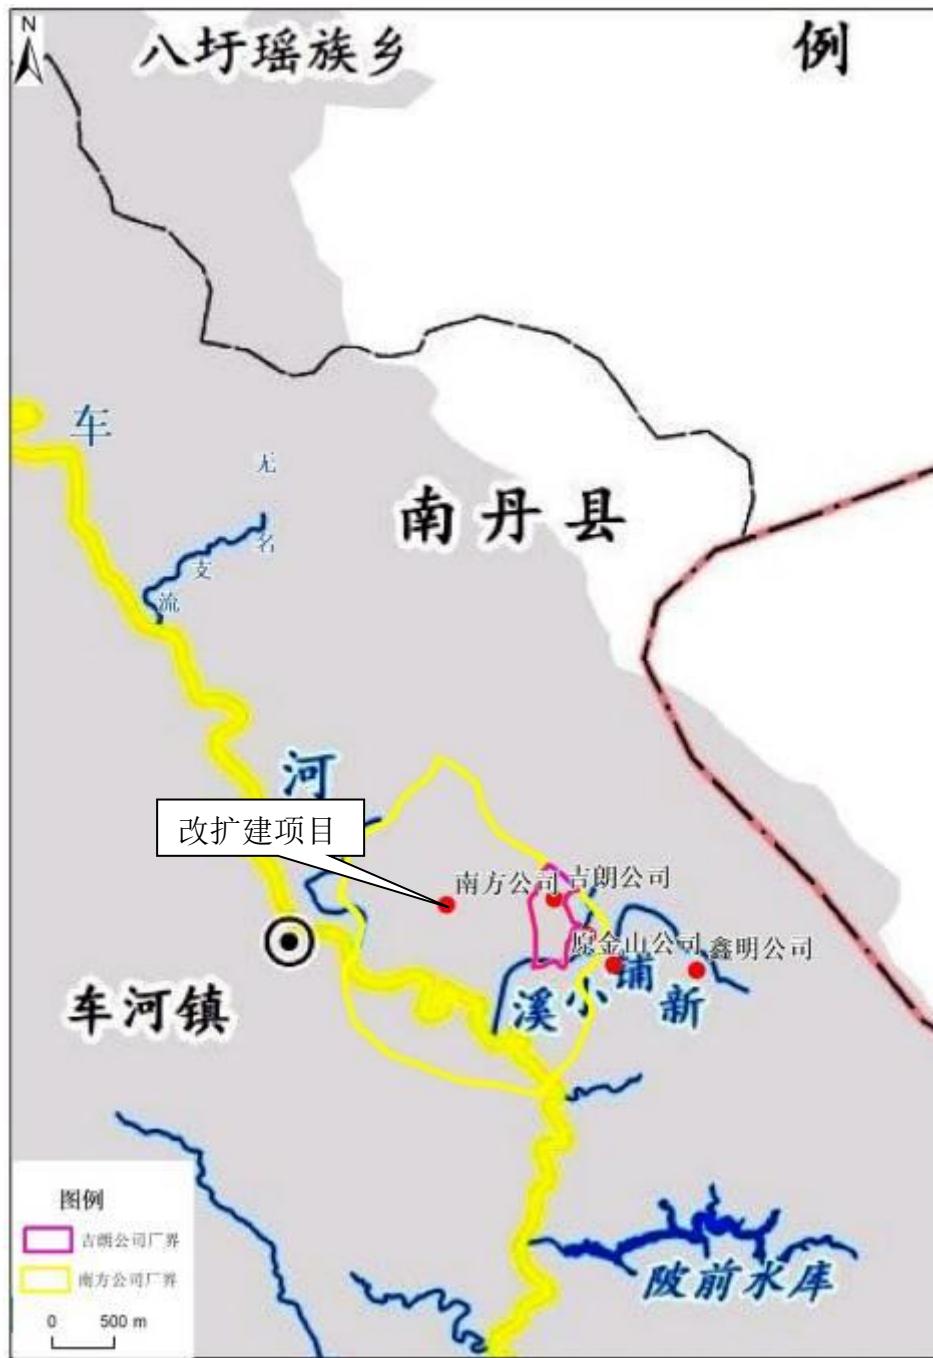 N
八圩瑶族乡
例
车
无
名
支
流
南丹县
河
改扩建项目
南方公司
吉朗公司
原金山公司
鑫明公司
溪小铺新
车河镇
陂前水库
图例
吉朗公司厂界
南方公司厂界
0 500 m